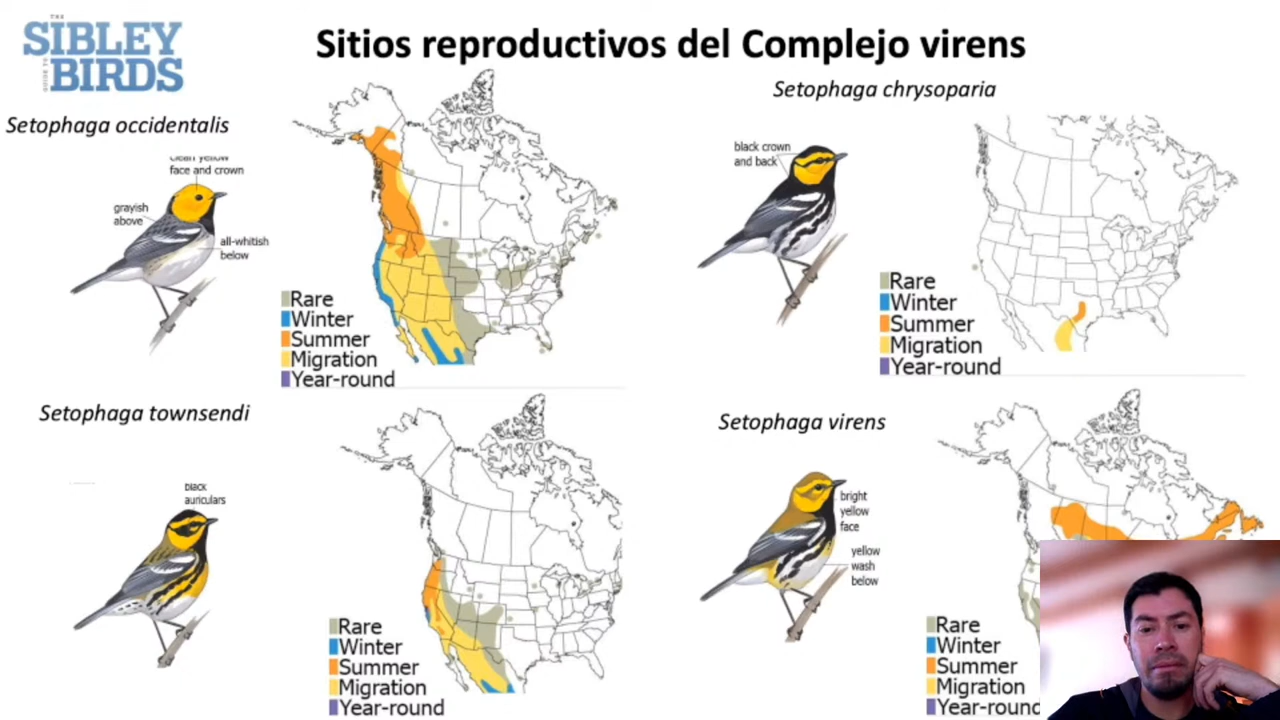 THE
SIBLEY
GUIDE TO
BIRDS
Sitios reproductivos del Complejo virens
Setophaga occidentalis
clean yellow
face and crown
grayish
above
all-whitish
below
Rare
Winter
Summer
Migration
Year-round
Setophaga chrysoparia
black crown
and back
Rare
Winter
Summer
Migration
Year-round
Setophaga townsendi
black
auriculars
Rare
Winter
Summer
Migration
Year-round
Setophaga virens
bright
yellow
face
yellow
wash
below
Rare
Winter
Summer
Migration
Year-round